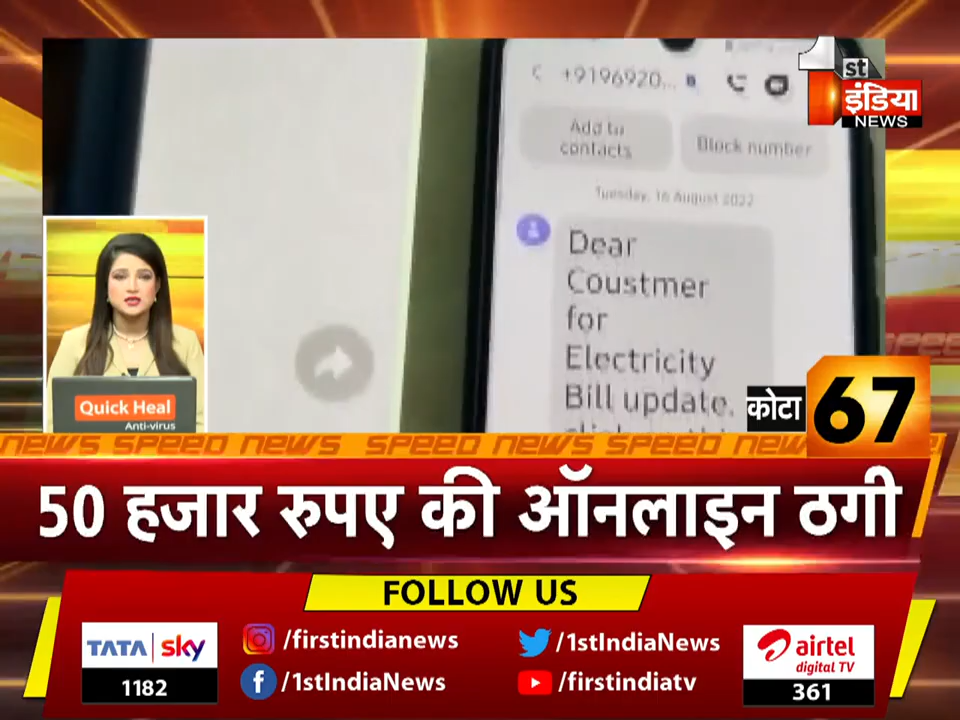 1st
इंडिया
NEWS
+9196920...
Add to
contacts
Block number
Tuesday, 16 August 2022
Dear
Coustmer
for
Electricity
Bill update.
Quick Heal
Anti-virus
कोटा
67
NEWS SPEED NEWS SPEED NEWS SPEED NEWS
50 हजार रुपए की ऑनलाइन ठगी
FOLLOW US
TATA sky
1182
/firstindianews
/1stIndiaNews
/1stIndiaNews
/firstindiatv
airtel
digital TV
361